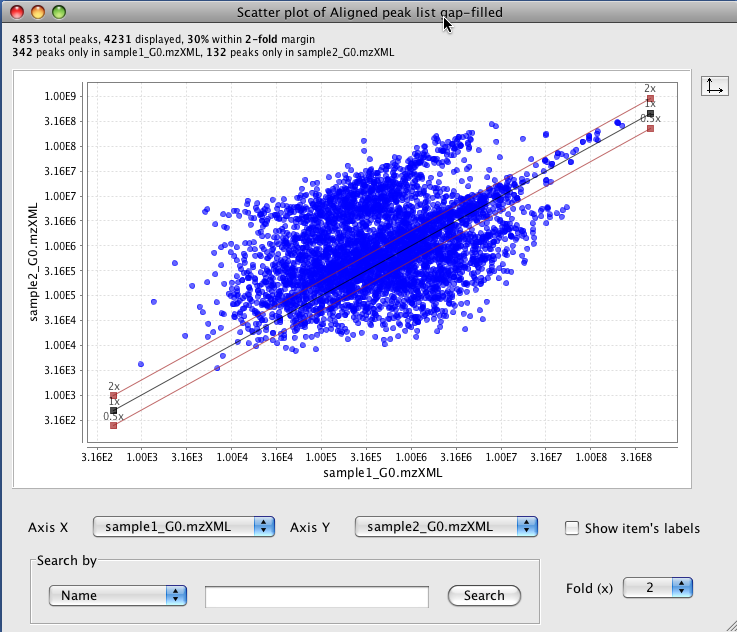 Scatter plot of Aligned peak list gap-filled
4853 total peaks, 4231 displayed, 30% within 2-fold margin
342 peaks only in sample1_G0.mzXML, 132 peaks only in sample2_G0.mzXML
1.00E9
3.16E8
1.00E8
3.16E7
1.00E7
3.16E6
1.00E6
3.16E5
1.00E5
3.16E4
1.00E4
3.16E3
1.00E3
3.16E2
sample2_G0.mzXML
2x
1x
0.5x
2x
1x
0.5x
3.16E2 1.00E3 3.16E3 1.00E4 3.16E4 1.00E5 3.16E5 1.00E6 3.16E6 1.00E7 3.16E7 1.00E8 3.16E8
sample1_G0.mzXML
Axis X sample1_G0.mzXML Axis Y sample2_G0.mzXML Show item's labels
Search by
Name Search Fold (x) 2